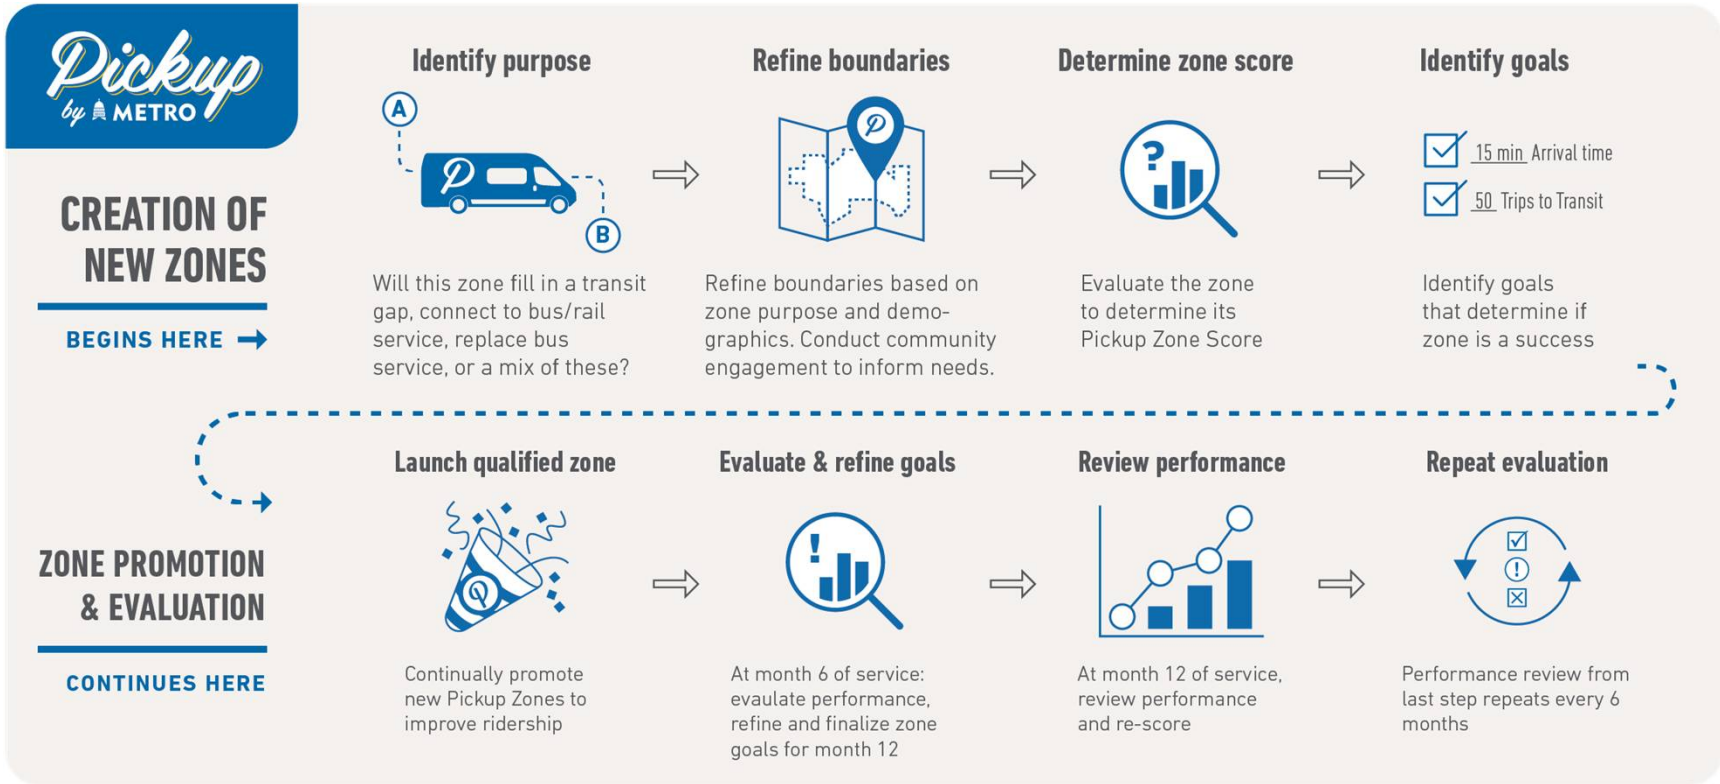 Pickup
by METRO
CREATION OF
NEW ZONES
BEGINS HERE
Identify purpose
A
P
B
Will this zone fill in a transit
gap, connect to bus/rail
service, replace bus
service, or a mix of these?
Refine boundaries
P
Refine boundaries based on
zone purpose and demo-
graphics. Conduct community
engagement to inform needs.
Determine zone score
?
Evaluate the zone
to determine its
Pickup Zone Score
Identify goals
15 min Arrival time
50 Trips to Transit
Identify goals
that determine if
zone is a success
ZONE PROMOTION
& EVALUATION
CONTINUES HERE
Launch qualified zone
P
Continually promote
new Pickup Zones to
improve ridership
Evaluate & refine goals
!
At month 6 of service:
evaulate performance,
refine and finalize zone
goals for month 12
Review performance
At month 12 of service,
review performance
and re-score
Repeat evaluation
!
Performance review from
last step repeats every 6
months